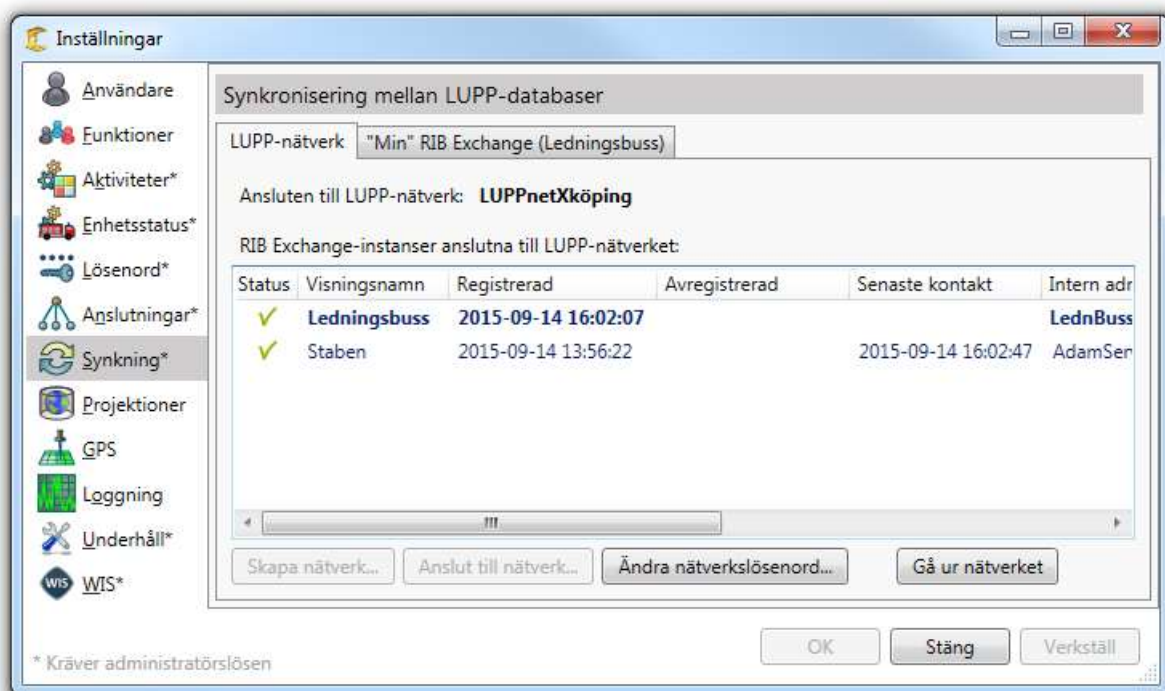 Inställningar
Användare
Funktioner
Aktiviteter*
Enhetsstatus*
Lösenord*
Anslutningar*
Synkning*
Projektioner
GPS
Loggning
Underhåll*
WIS WIS*
* Kräver administratörslösen
Synkronisering mellan LUPP-databaser
LUPP-nätverk "Min" RIB Exchange (Ledningsbuss)
Ansluten till LUPP-nätverk: LUPPnetXköping
RIB Exchange-instanser anslutna till LUPP-nätverket:
Status Visningsnamn Registrerad Avregistrerad Senaste kontakt Intern adr
Ledningsbuss 2015-09-14 16:02:07 LednBuss
Staben 2015-09-14 13:56:22 2015-09-14 16:02:47 AdamSer
Skapa nätverk... Anslut till nätverk... Ändra nätverkslösenord... Gå ur nätverket
OK Stäng Verkställ